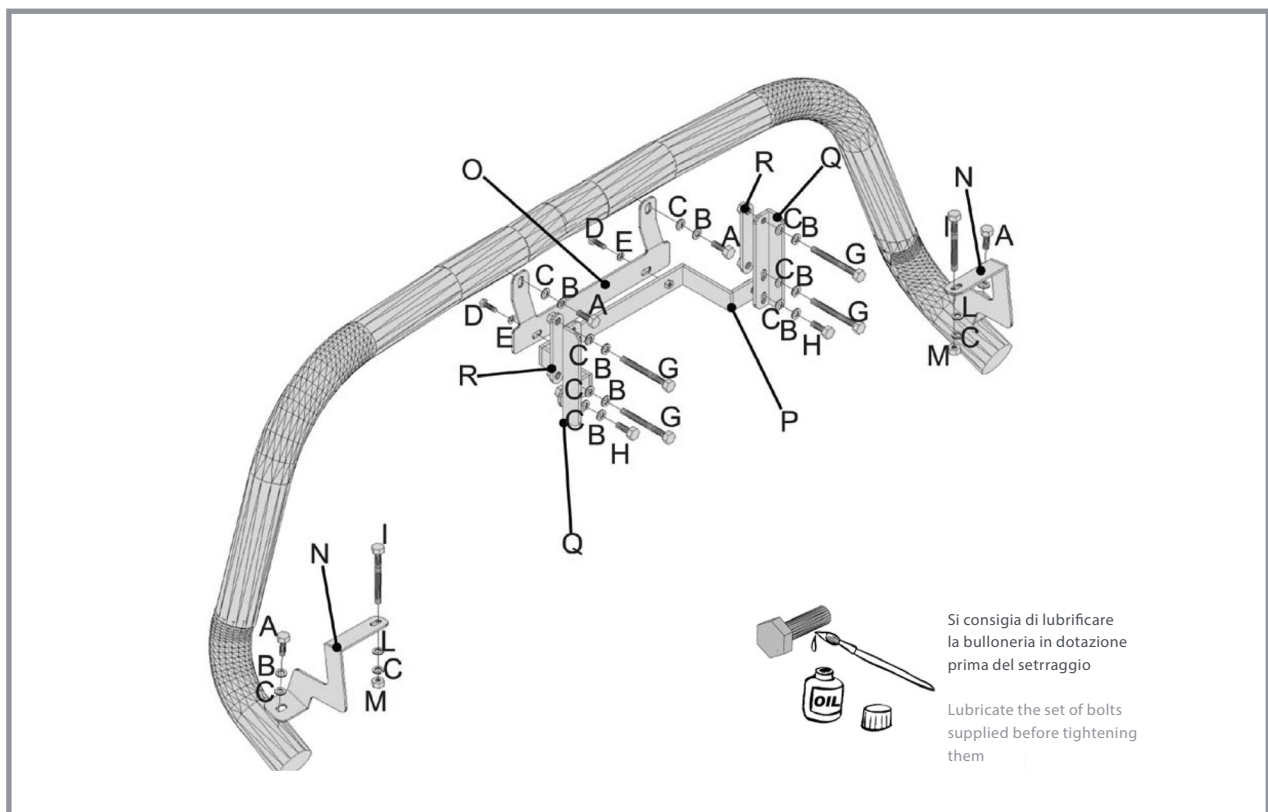 O
R
Q
N
C
B
D
E
A
I
A
C
B
G
C
B
A
D
E
C
B
G
C
B
H
L
C
M
R
C
B
G
C
B
G
P
C
B
H
Q
I
N
A
B
C
L
C
M
OIL
Si consigia di lubrificare
la bulloneria in dotazione
prima del setrraggio
Lubricate the set of bolts
supplied before tightening
them